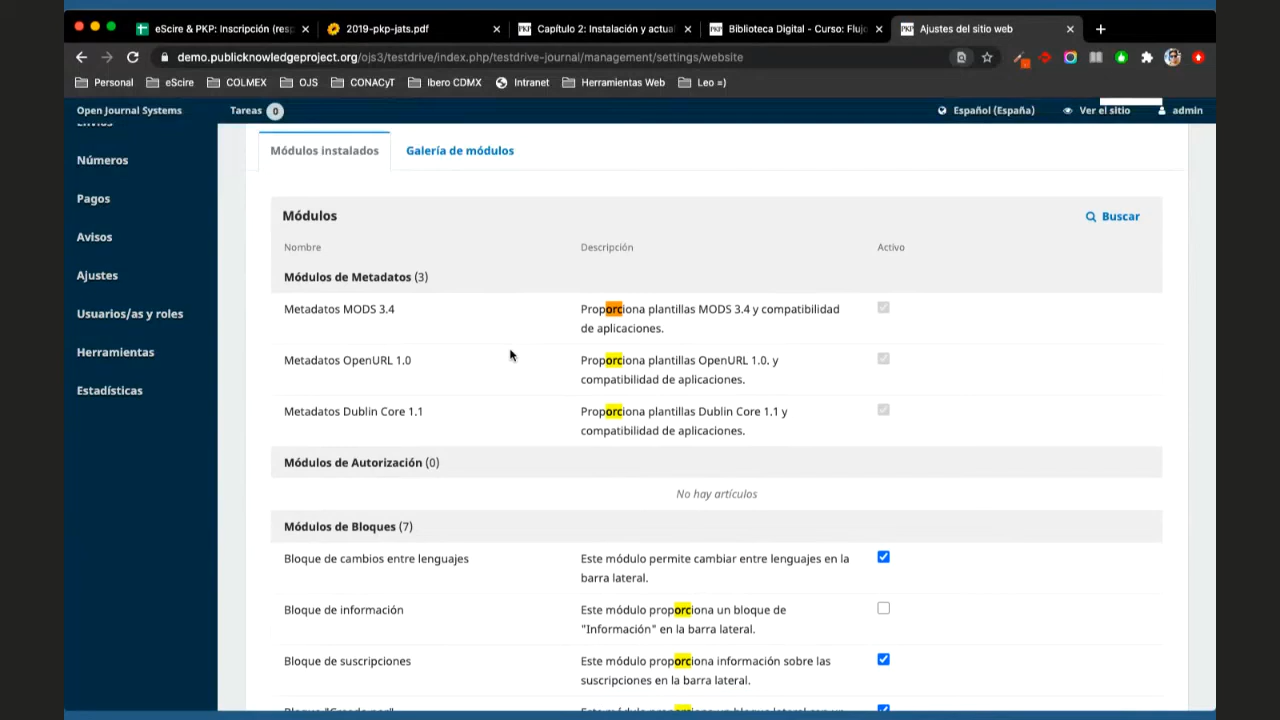 eScire & PKP: Inscripción (resp
2019-pkp-jats.pdf
Capítulo 2: Instalación y actual
Biblioteca Digital - Curso: Flujo
Ajustes del sitio web
demo.publicknowledgeproject.org/ojs3/testdrive/index.php/testdrive-journal/management/settings/website
Personal
eScire
COLMEX
OJS
CONACyT
Ibero CDMX
Intranet
Herramientas Web
Leo =)
Open Journal Systems
Tareas 0
Español (España)
Ver el sitio
admin
Envíos
Números
Pagos
Avisos
Ajustes
Usuarios/as y roles
Herramientas
Estadísticas
Módulos instalados
Galería de módulos
Módulos
Buscar
Nombre
Descripción
Activo
Módulos de Metadatos (3)
Metadatos MODS 3.4
Proporciona plantillas MODS 3.4 y compatibilidad
de aplicaciones.
Metadatos OpenURL 1.0
Proporciona plantillas OpenURL 1.0. y
compatibilidad de aplicaciones.
Metadatos Dublin Core 1.1
Proporciona plantillas Dublin Core 1.1 y
compatibilidad de aplicaciones.
Módulos de Autorización (0)
No hay artículos
Módulos de Bloques (7)
Bloque de cambios entre lenguajes
Este módulo permite cambiar entre lenguajes en la
barra lateral.
Bloque de información
Este módulo proporciona un bloque de
"Información" en la barra lateral.
Bloque de suscripciones
Este módulo proporciona información sobre las
suscripciones en la barra lateral.